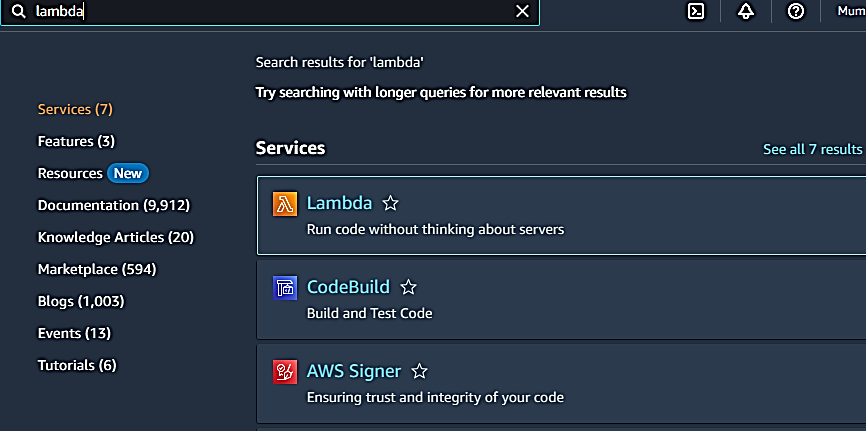 lambda
Mum
Search results for 'lambda'
Try searching with longer queries for more relevant results
Services (7)
Features (3)
Resources New
Documentation (9,912)
Knowledge Articles (20)
Marketplace (594)
Blogs (1,003)
Events (13)
Tutorials (6)
Services
See all 7 results
Lambda
Run code without thinking about servers
CodeBuild
Build and Test Code
AWS Signer
Ensuring trust and integrity of your code